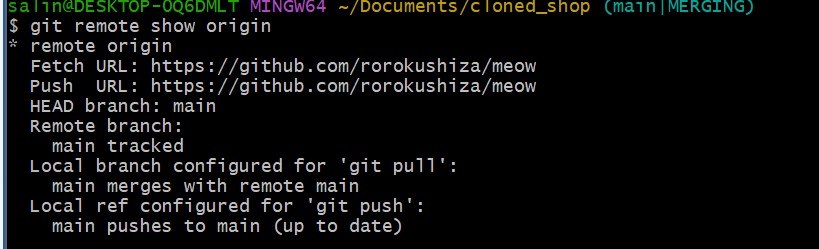 salin@DESKTOP-OQ6DMLT MINGW64 ~/Documents/cloned_shop (main|MERGING)
$ git remote show origin
* remote origin
  Fetch URL: https://github.com/rorokushiza/meow
  Push  URL: https://github.com/rorokushiza/meow
  HEAD branch: main
  Remote branch:
    main tracked
  Local branch configured for 'git pull':
    main merges with remote main
  Local ref configured for 'git push':
    main pushes to main (up to date)